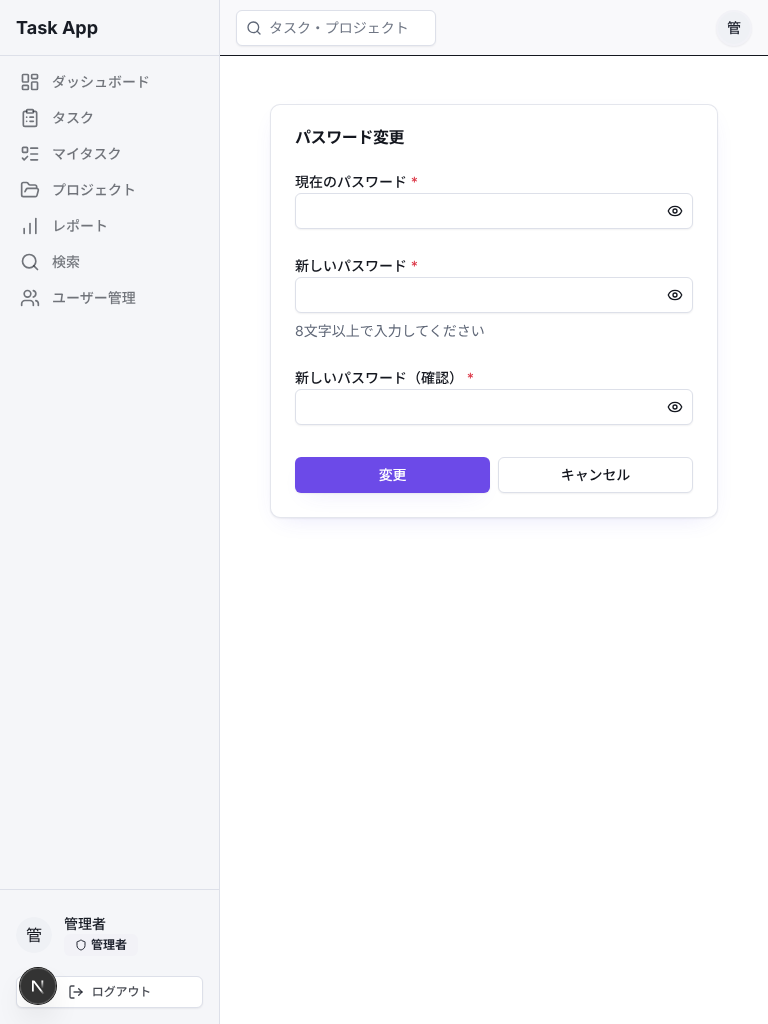 Task App
タスク・プロジェクト
管
ダッシュボード
タスク
マイタスク
プロジェクト
レポート
検索
ユーザー管理
パスワード変更
現在のパスワード *
新しいパスワード *
8文字以上で入力してください
新しいパスワード（確認） *
変更
キャンセル
管
管理者
管理者
N
ログアウト